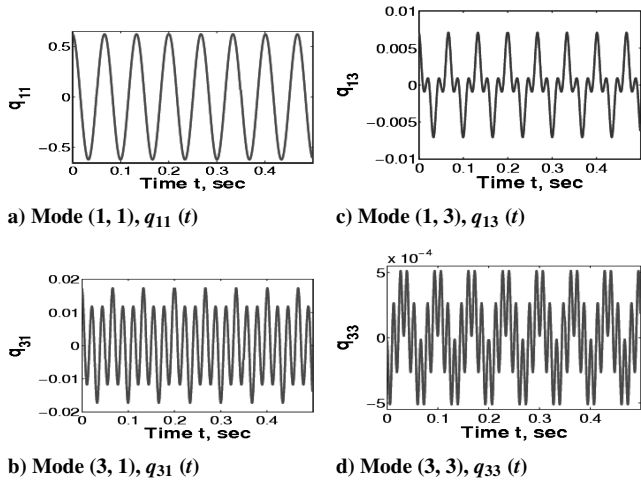 0.5
0
−0.5
q11
0 0.1 0.2 0.3 0.4
Time t, sec
a) Mode (1, 1), q11 (t)
0.01
0.005
0
−0.005
−0.01
q13
0 0.2 0.4
Time t, sec
c) Mode (1, 3), q13 (t)
0.02
0.01
0
−0.01
−0.02
q31
0 0.1 0.2 0.3 0.4
Time t, sec
b) Mode (3, 1), q31 (t)
x 10−4
5
0
−5
q33
0 0.1 0.2 0.3 0.4 0.5
Time t, sec
d) Mode (3, 3), q33 (t)